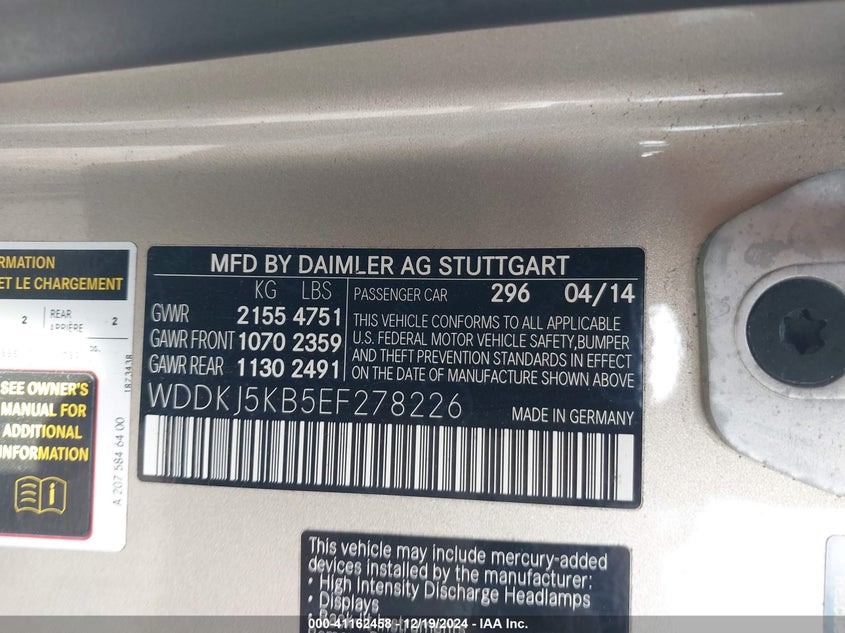 RMATION
ET LE CHARGEMENT
2 REAR 2
ARRIÈRE
SEE OWNER'S
MANUAL FOR
ADDITIONAL
INFORMATION
A 207 584 64 00
1873438
MFD BY DAIMLER AG STUTTGART
KG LBS
GVWR 2155 4751
GAWR FRONT 1070 2359
GAWR REAR 1130 2491
PASSENGER CAR 296 04/14
THIS VEHICLE CONFORMS TO ALL APPLICABLE
U.S. FEDERAL MOTOR VEHICLE SAFETY,BUMPER
AND THEFT PREVENTION STANDARDS IN EFFECT
ON DATE OF MANUFACTURE SHOWN ABOVE
WDDKJ5KB5EF278226
MADE IN GERMANY
This vehicle may include mercury-added
devices installed by the manufacturer:
• High Intensity Discharge Headlamps
• Displays
000-41162458 - 12/19/2024 - IAA Inc.